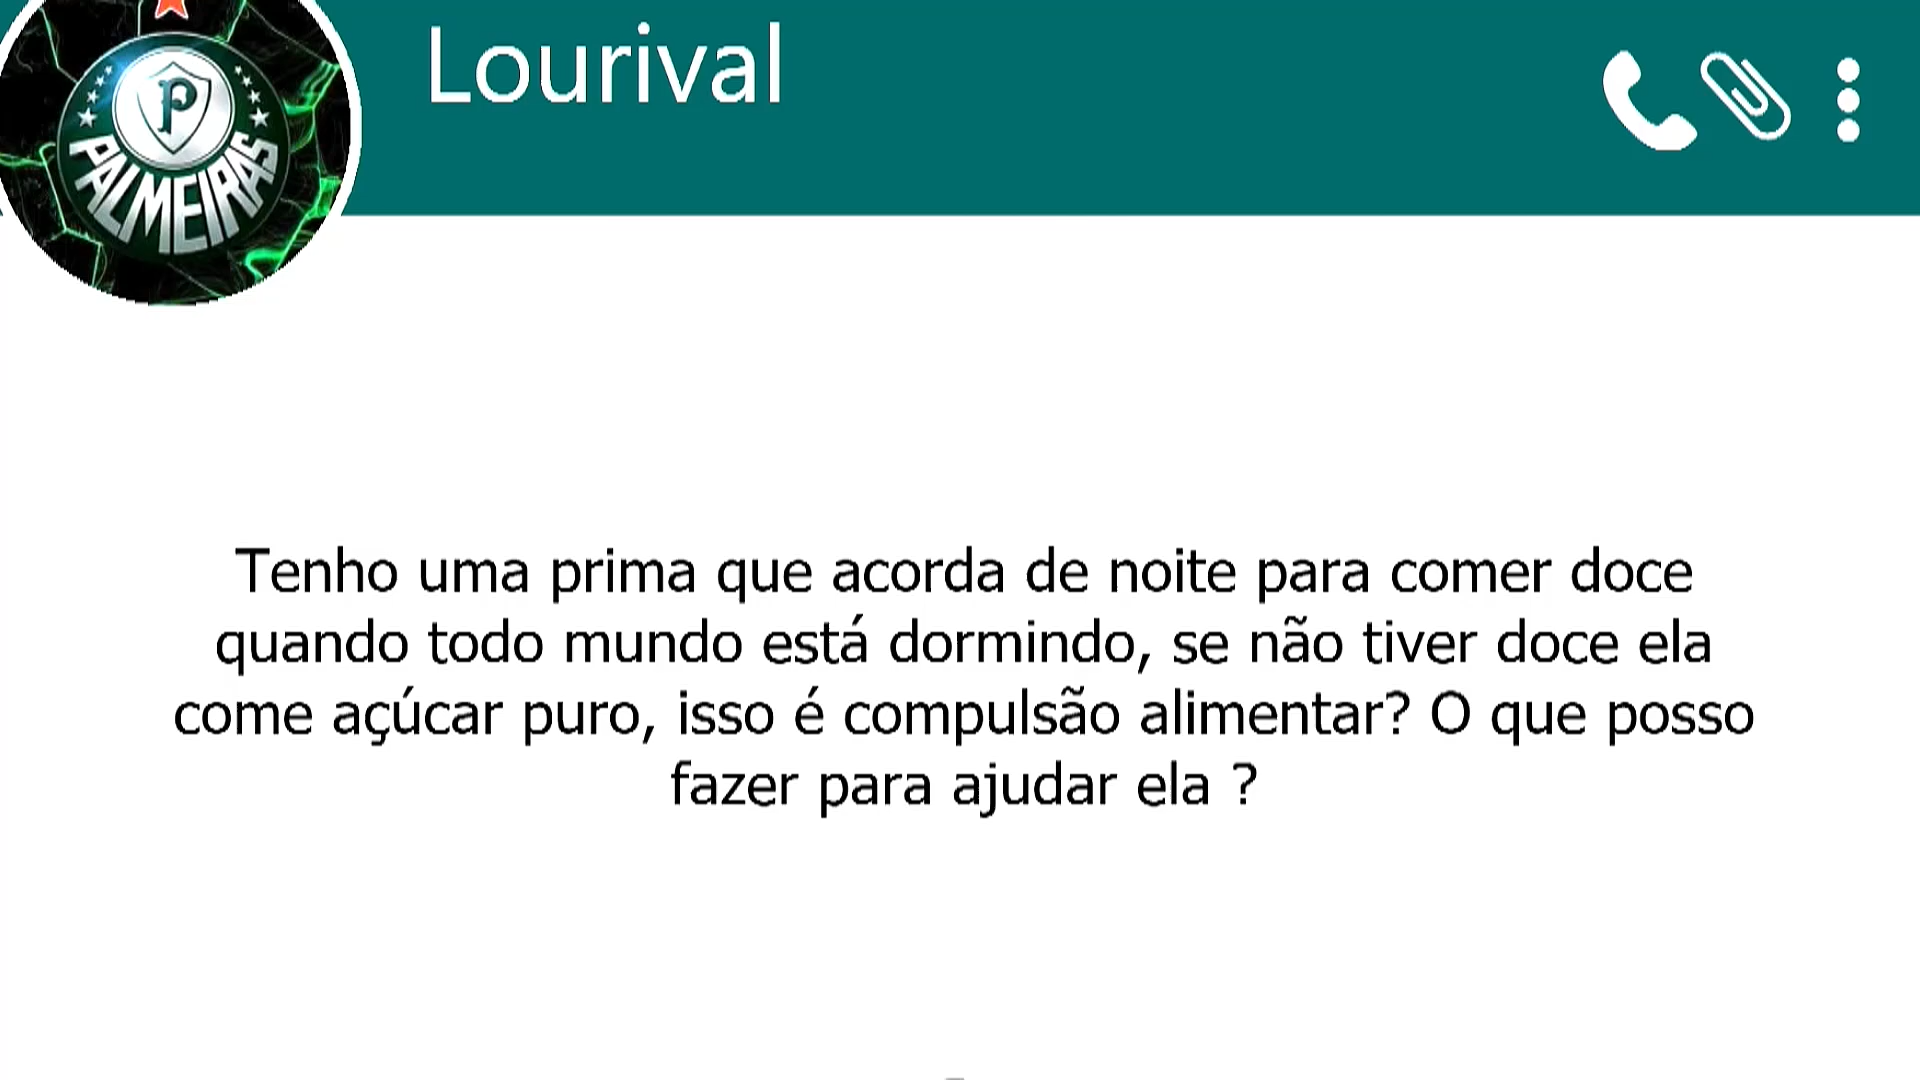 Lourival
P
PALMEIRAS
Tenho uma prima que acorda de noite para comer doce
quando todo mundo está dormindo, se não tiver doce ela
come açúcar puro, isso é compulsão alimentar? O que posso
fazer para ajudar ela ?